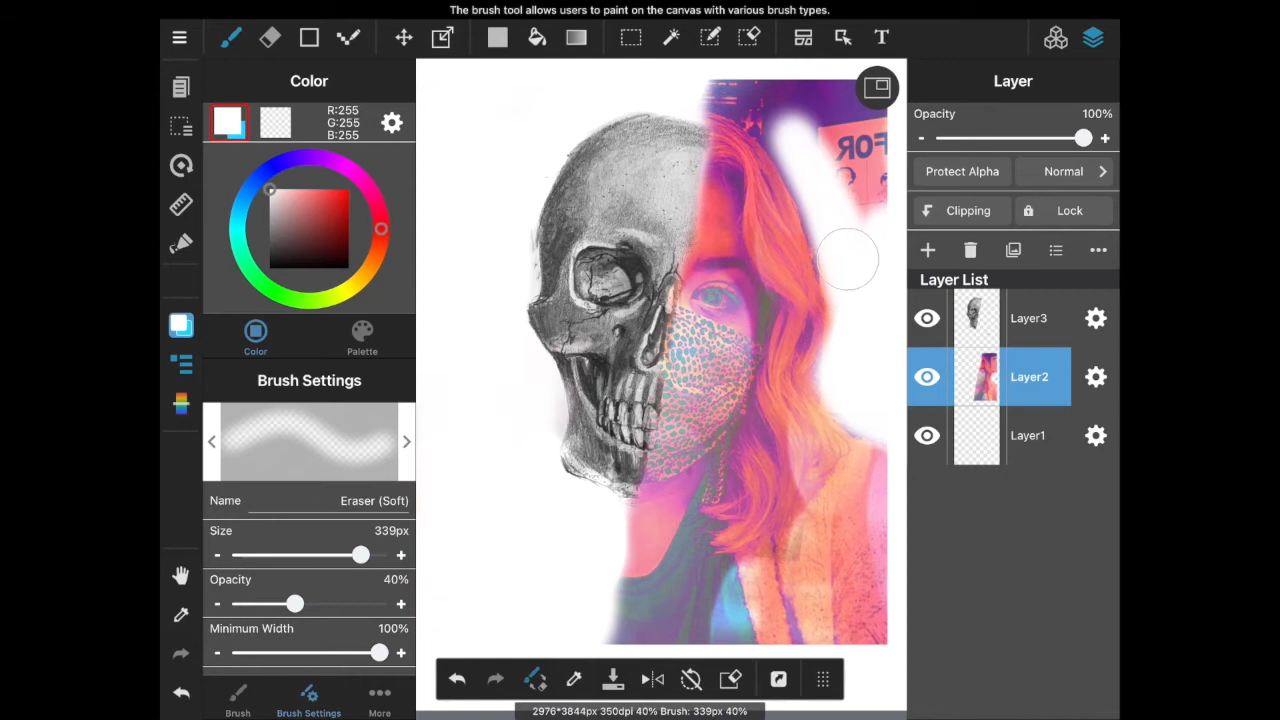 The brush tool allows users to paint on the canvas with various brush types.
Color
R:255
G:255
B:255
Color
Palette
Brush Settings
Name Eraser (Soft)
Size 339px
- +
Opacity 40%
- +
Minimum Width 100%
- +
Brush
Brush Settings
More
T
FOR
2976*3844px 350dpi 40% Brush: 339px 40%
Layer
Opacity 100%
- +
Protect Alpha
Normal
Clipping
Lock
Layer List
Layer3
Layer2
Layer1